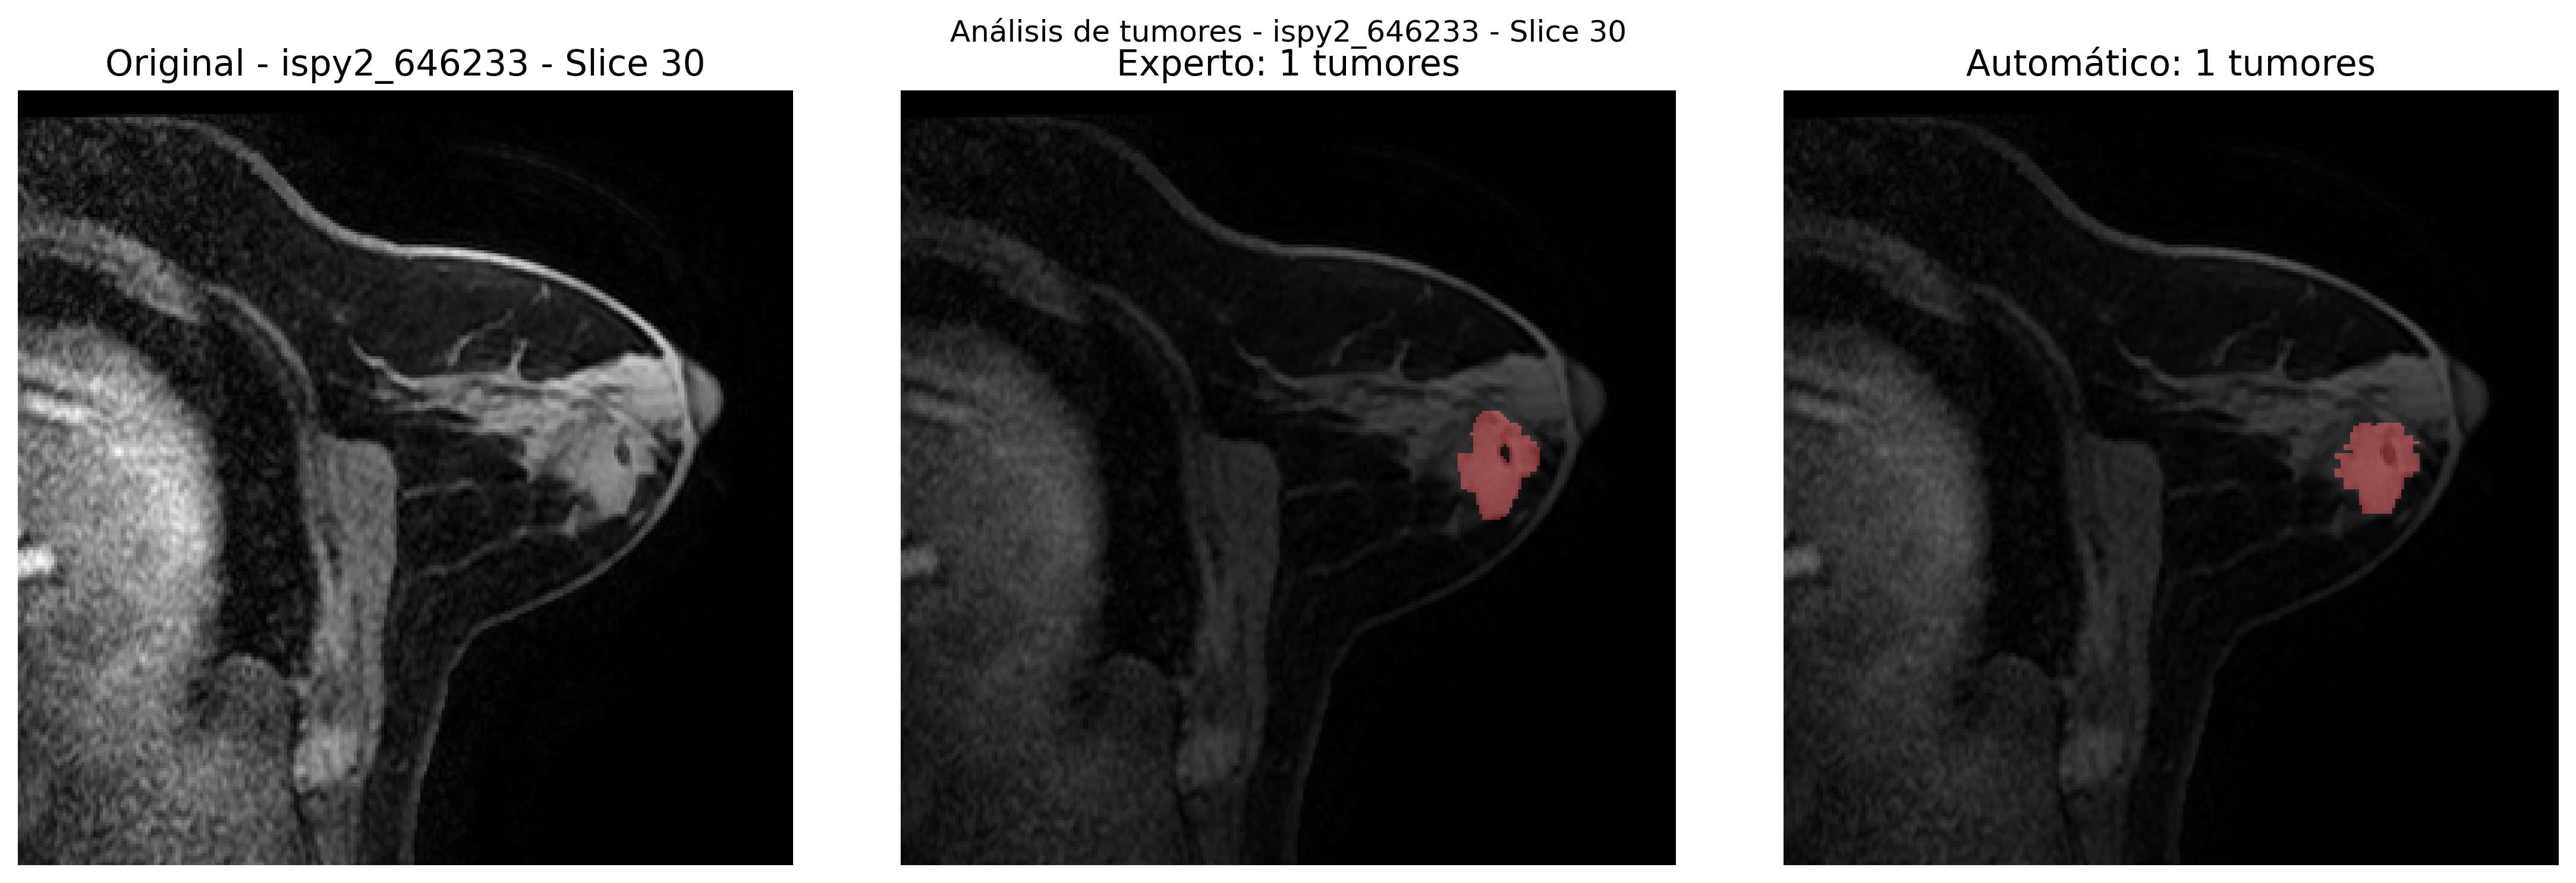 Análisis de tumores - ispy2_646233 - Slice 30
Original - ispy2_646233 - Slice 30
Experto: 1 tumores
Automático: 1 tumores